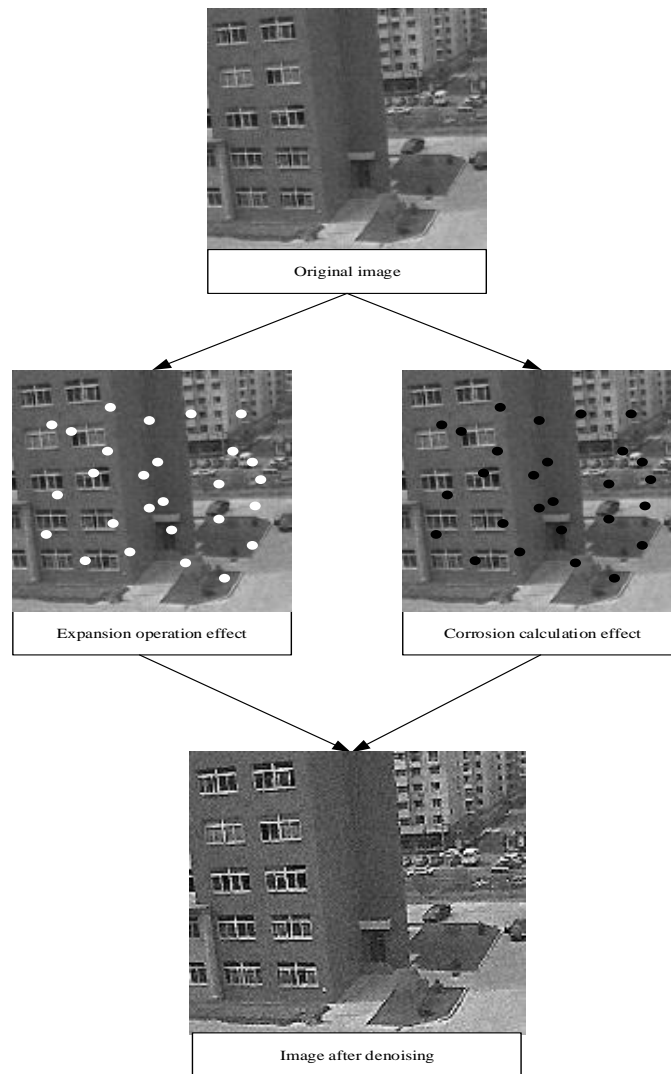 Original image
Expansion operation effect
Corrosion calculation effect
Image after denoising